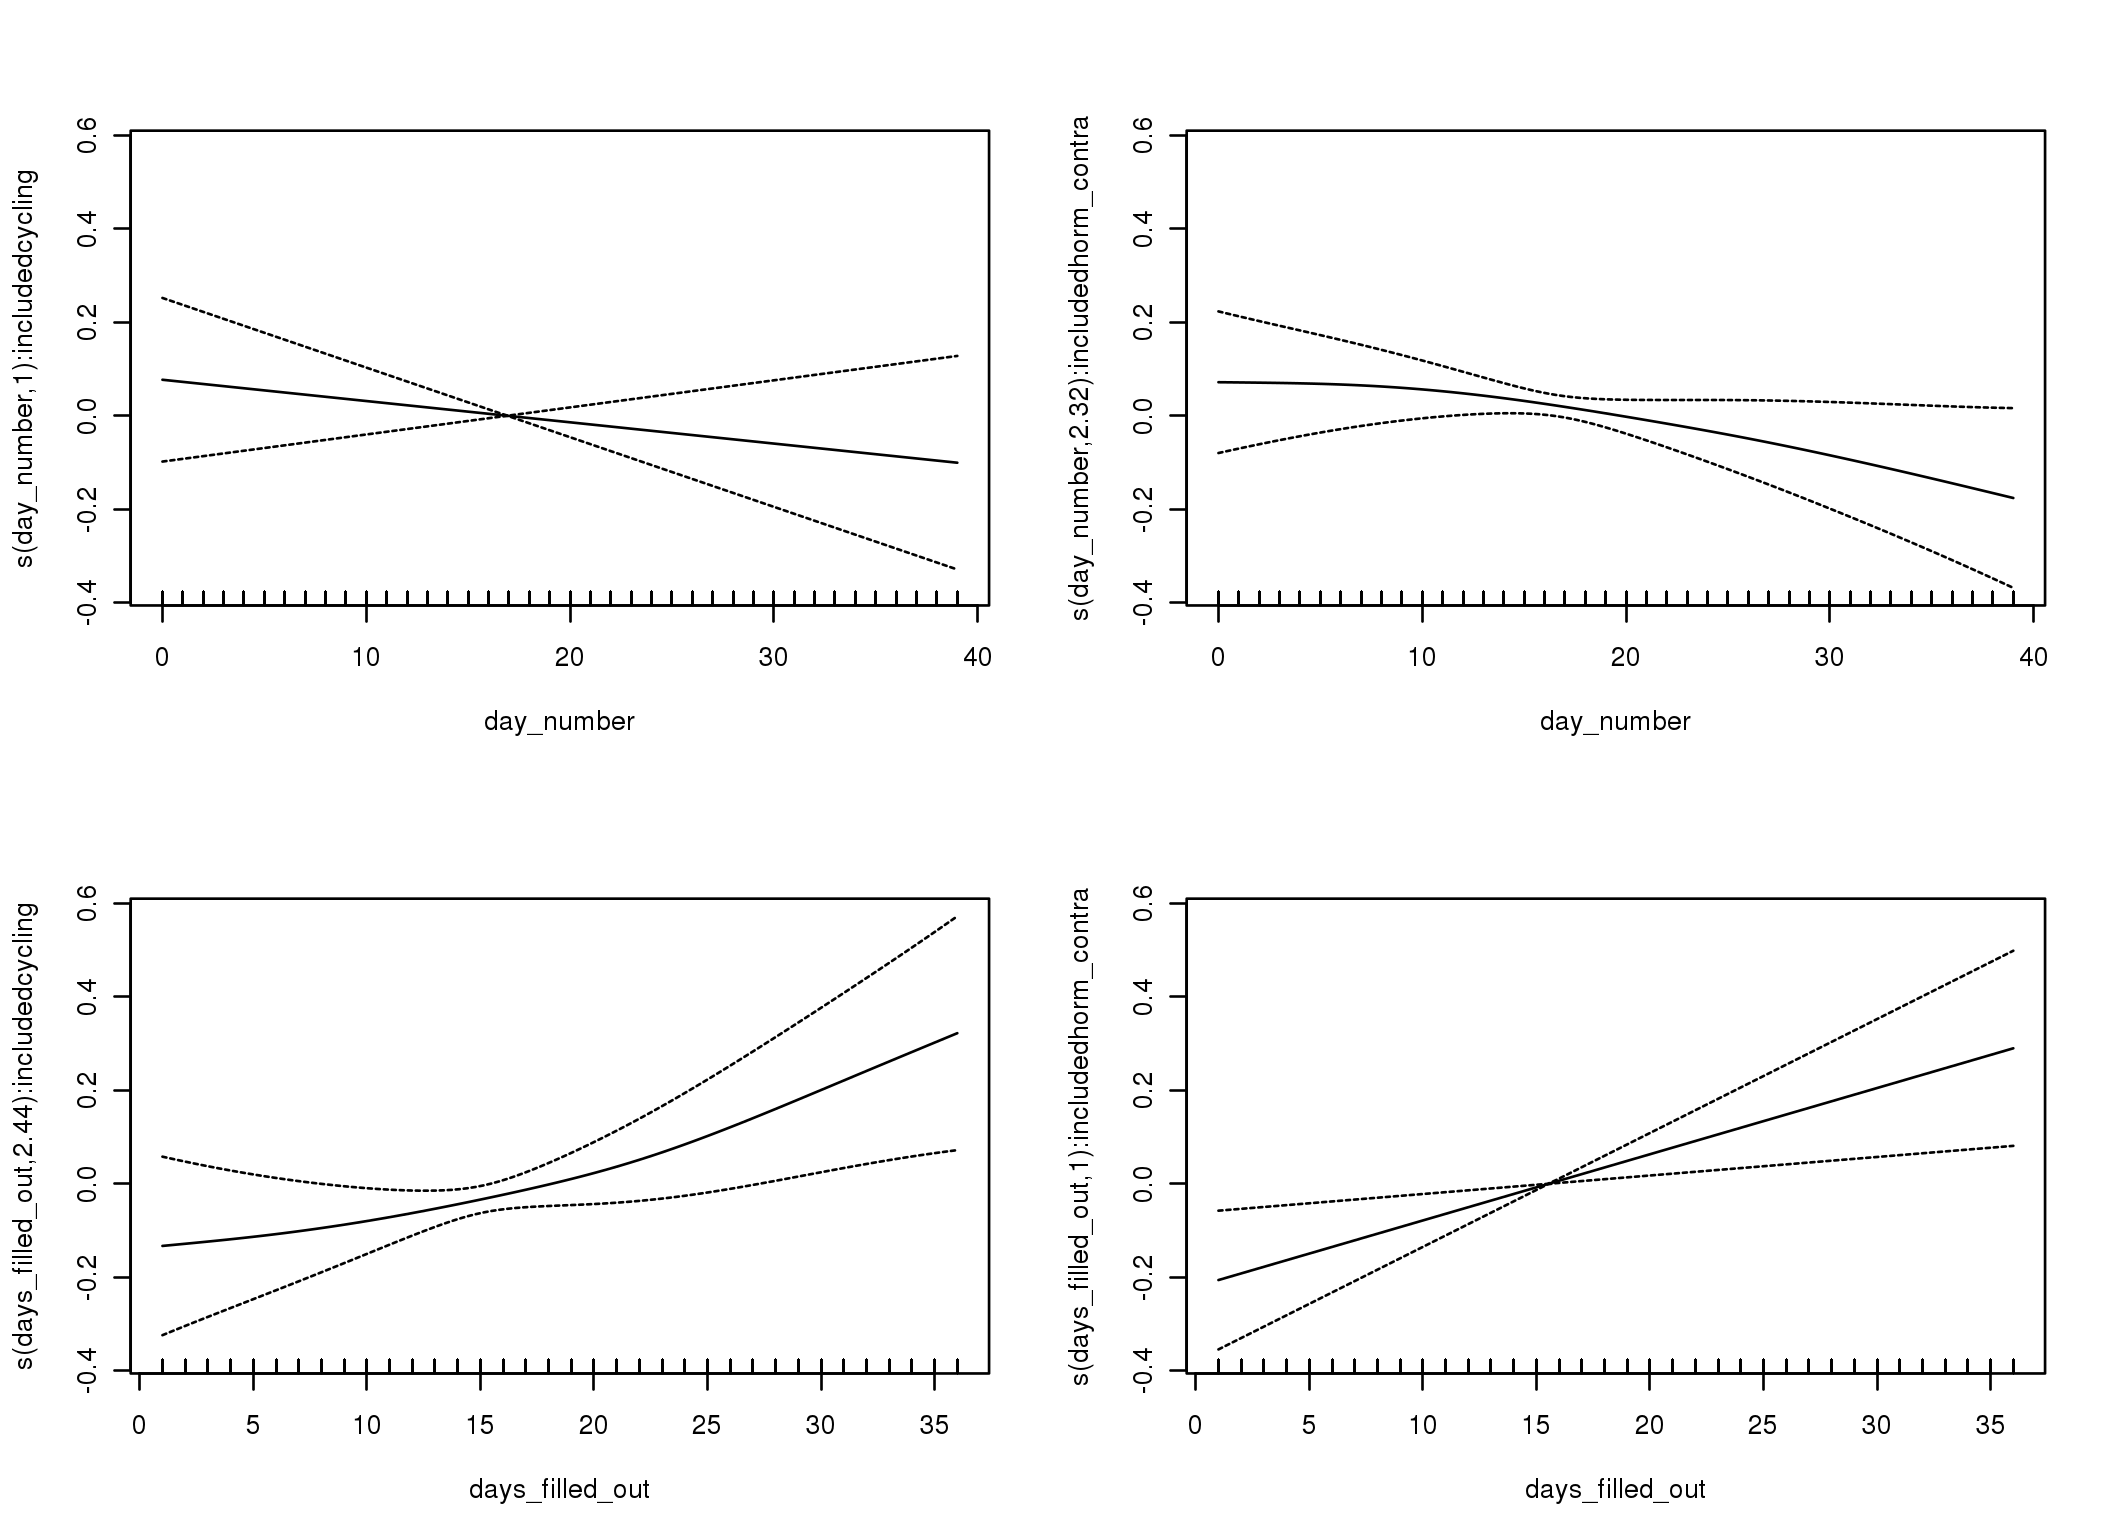 s(day_number,1):includedcycling
0.6
0.4
0.2
0.0
-0.2
-0.4
0 10 20 30 40
day_number
s(day_number,2.32):includedhorm_contra
0.6
0.4
0.2
0.0
-0.2
-0.4
0 10 20 30 40
day_number
s(days_filled_out,2.44):includedcycling
0.6
0.4
0.2
0.0
-0.2
-0.4
0 5 10 15 20 25 30 35
days_filled_out
s(days_filled_out,1):includedhorm_contra
0.6
0.4
0.2
0.0
-0.2
-0.4
0 5 10 15 20 25 30 35
days_filled_out